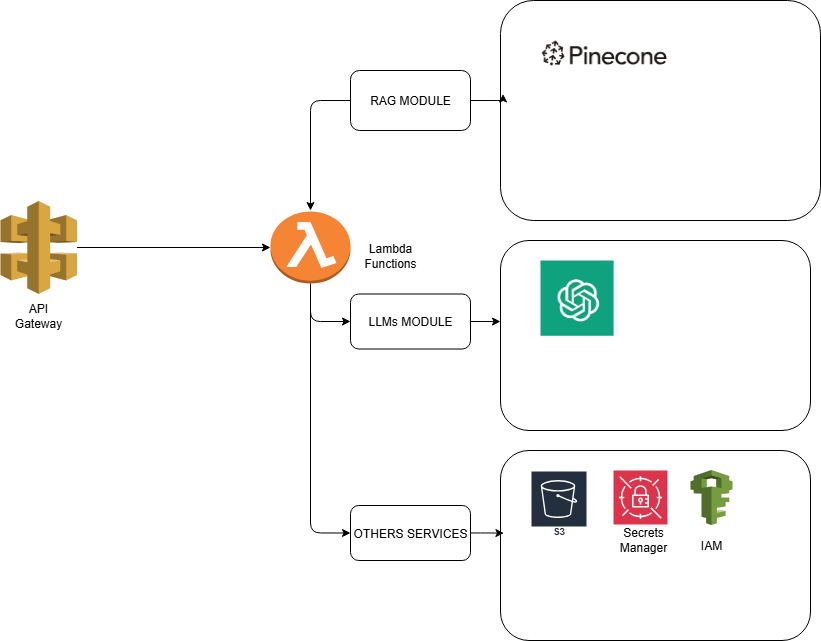 Pinecone
RAG MODULE
Lambda
Functions
API
Gateway
LLMs MODULE
OTHERS SERVICES
S3
Secrets
Manager
IAM